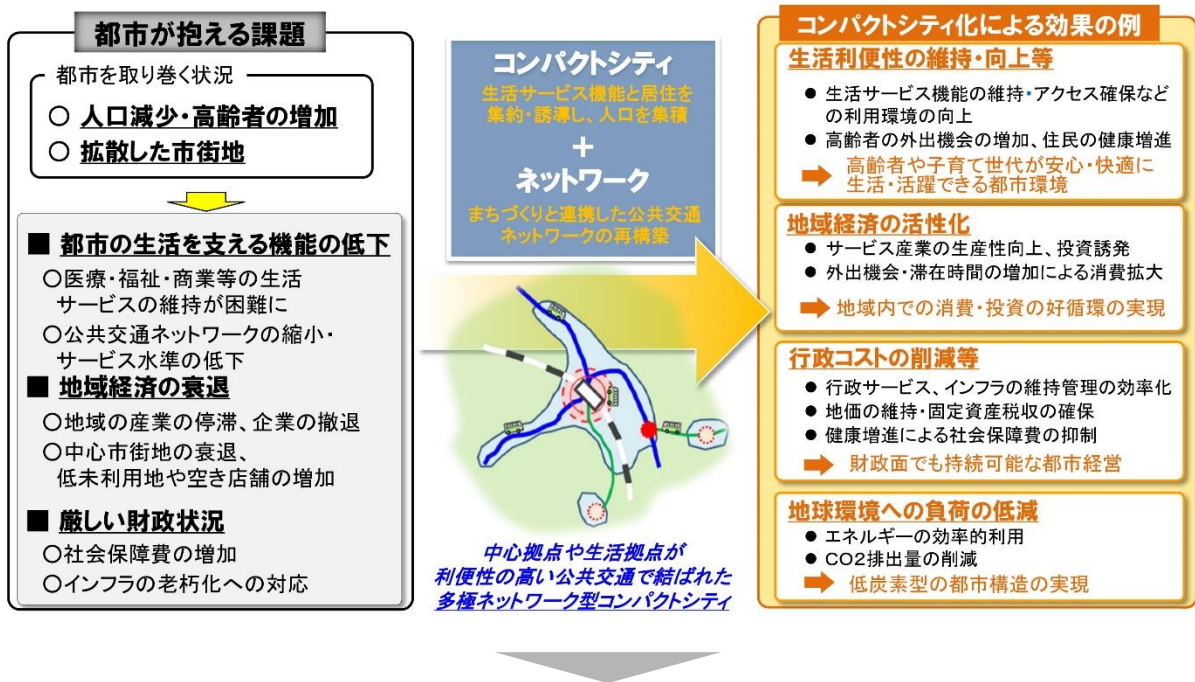 都市が抱える課題
都市を取り巻く状況
○ 人口減少・高齢者の増加
○ 拡散した市街地
■ 都市の生活を支える機能の低下
○医療・福祉・商業等の生活
サービスの維持が困難に
○公共交通ネットワークの縮小・
サービス水準の低下
■ 地域経済の衰退
○地域の産業の停滞、企業の撤退
○中心市街地の衰退、
低未利用地や空き店舗の増加
■ 厳しい財政状況
○社会保障費の増加
○インフラの老朽化への対応
コンパクトシティ
生活サービス機能と居住を
集約・誘導し、人口を集積
＋
ネットワーク
まちづくりと連携した公共交通
ネットワークの再構築
中心拠点や生活拠点が
利便性の高い公共交通で結ばれた
多極ネットワーク型コンパクトシティ
コンパクトシティ化による効果の例
生活利便性の維持・向上等
● 生活サービス機能の維持・アクセス確保など
の利用環境の向上
● 高齢者の外出機会の増加、住民の健康増進
高齢者や子育て世代が安心・快適に
生活・活躍できる都市環境
地域経済の活性化
● サービス産業の生産性向上、投資誘発
● 外出機会・滞在時間の増加による消費拡大
地域内での消費・投資の好循環の実現
行政コストの削減等
● 行政サービス、インフラの維持管理の効率化
● 地価の維持・固定資産税収の確保
● 健康増進による社会保障費の抑制
財政面でも持続可能な都市経営
地球環境への負荷の低減
● エネルギーの効率的利用
● CO2排出量の削減
低炭素型の都市構造の実現